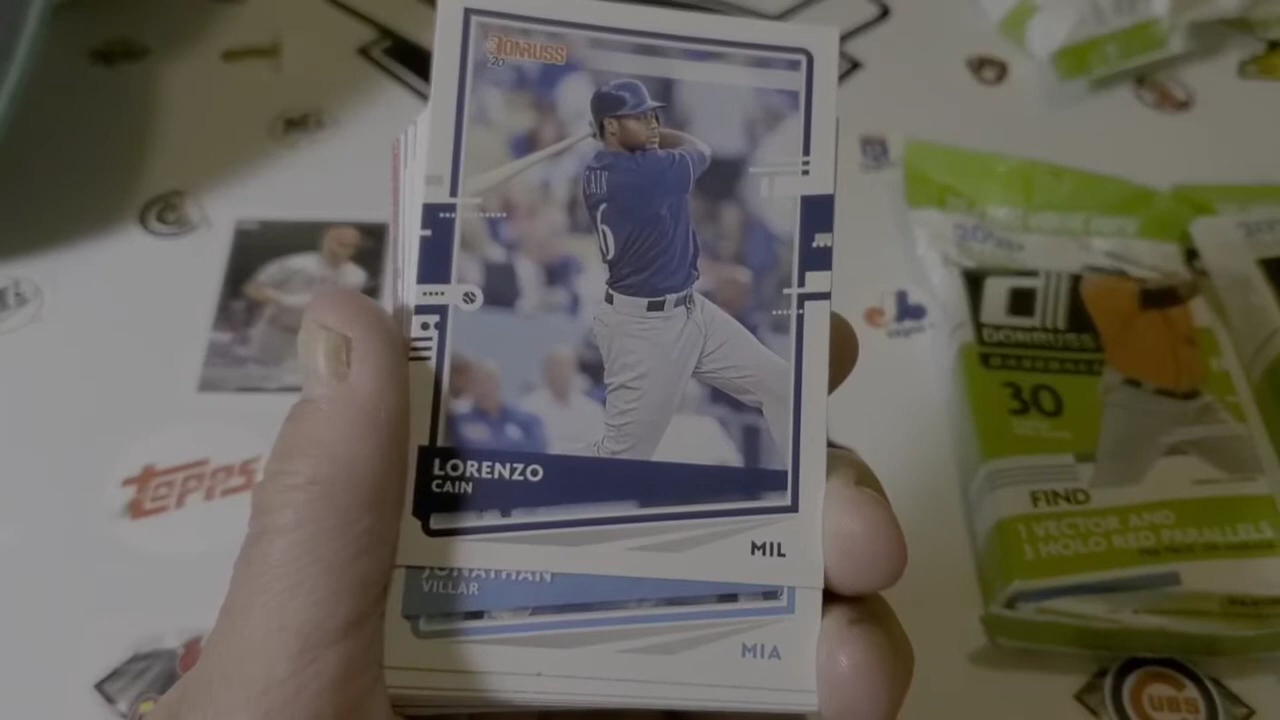 DONRUSS
'20
CAIN
6
LORENZO
CAIN
MIL
JONATHAN
VILLAR
MIA
Topps
DONRUSS
BASEBALL
30
FIND
1 VECTOR AND
3 HOLO RED PARALLELS
CUBS